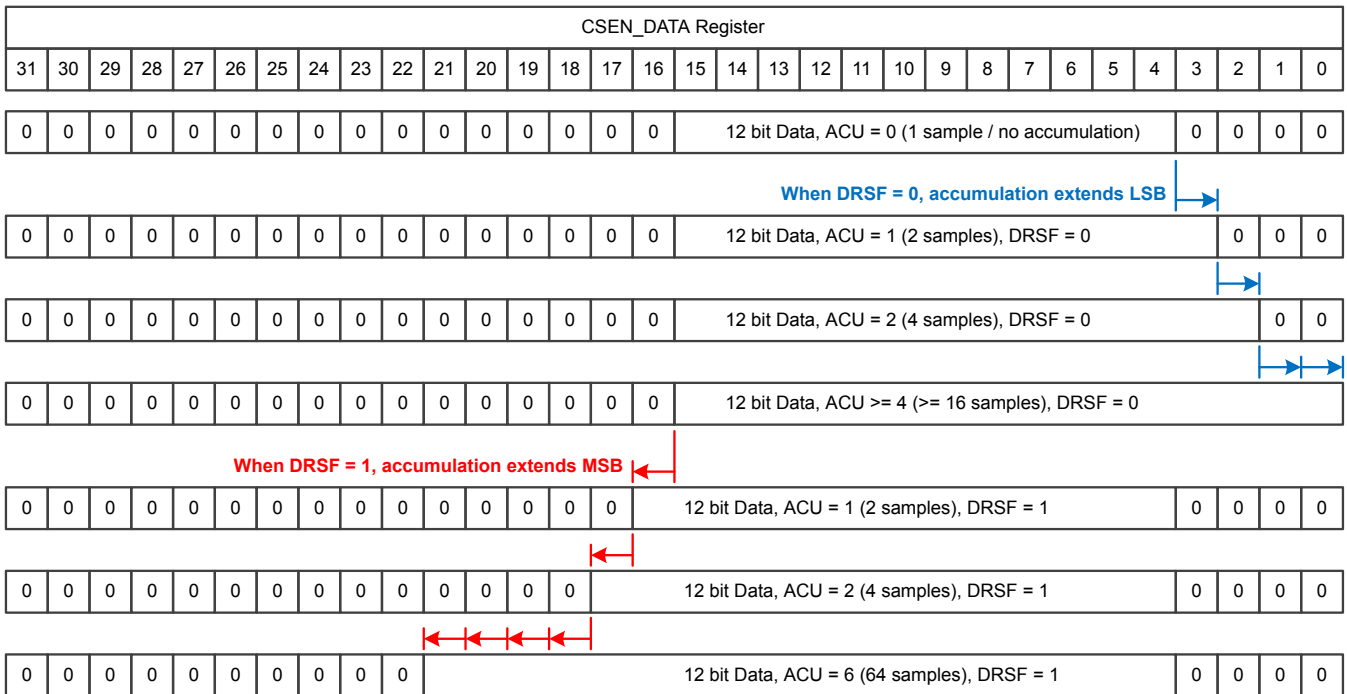 CSEN_DATA Register
31 30 29 28 27 26 25 24 23 22 21 20 19 18 17 16 15 14 13 12 11 10 9 8 7 6 5 4 3 2 1 0
0 0 0 0 0 0 0 0 0 0 0 0 0 0 0 0 12 bit Data, ACU = 0 (1 sample / no accumulation) 0 0 0 0
When DRSF = 0, accumulation extends LSB
0 0 0 0 0 0 0 0 0 0 0 0 0 0 0 0 12 bit Data, ACU = 1 (2 samples), DRSF = 0 0 0 0
0 0 0 0 0 0 0 0 0 0 0 0 0 0 0 0 12 bit Data, ACU = 2 (4 samples), DRSF = 0 0 0
0 0 0 0 0 0 0 0 0 0 0 0 0 0 0 0 12 bit Data, ACU >= 4 (>= 16 samples), DRSF = 0
When DRSF = 1, accumulation extends MSB
0 0 0 0 0 0 0 0 0 0 0 0 0 0 0 12 bit Data, ACU = 1 (2 samples), DRSF = 1 0 0 0 0
0 0 0 0 0 0 0 0 0 0 0 0 0 0 12 bit Data, ACU = 2 (4 samples), DRSF = 1 0 0 0 0
0 0 0 0 0 0 0 0 0 0 12 bit Data, ACU = 6 (64 samples), DRSF = 1 0 0 0 0